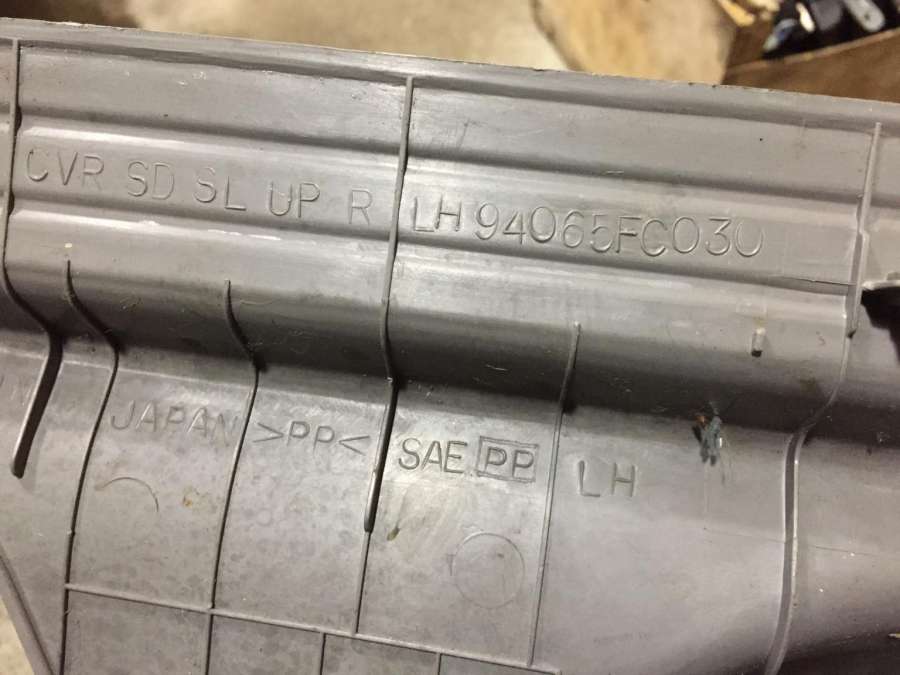 CVR SD SL UP R LH 94065FC030
JAPAN >PP< SAE PP LH